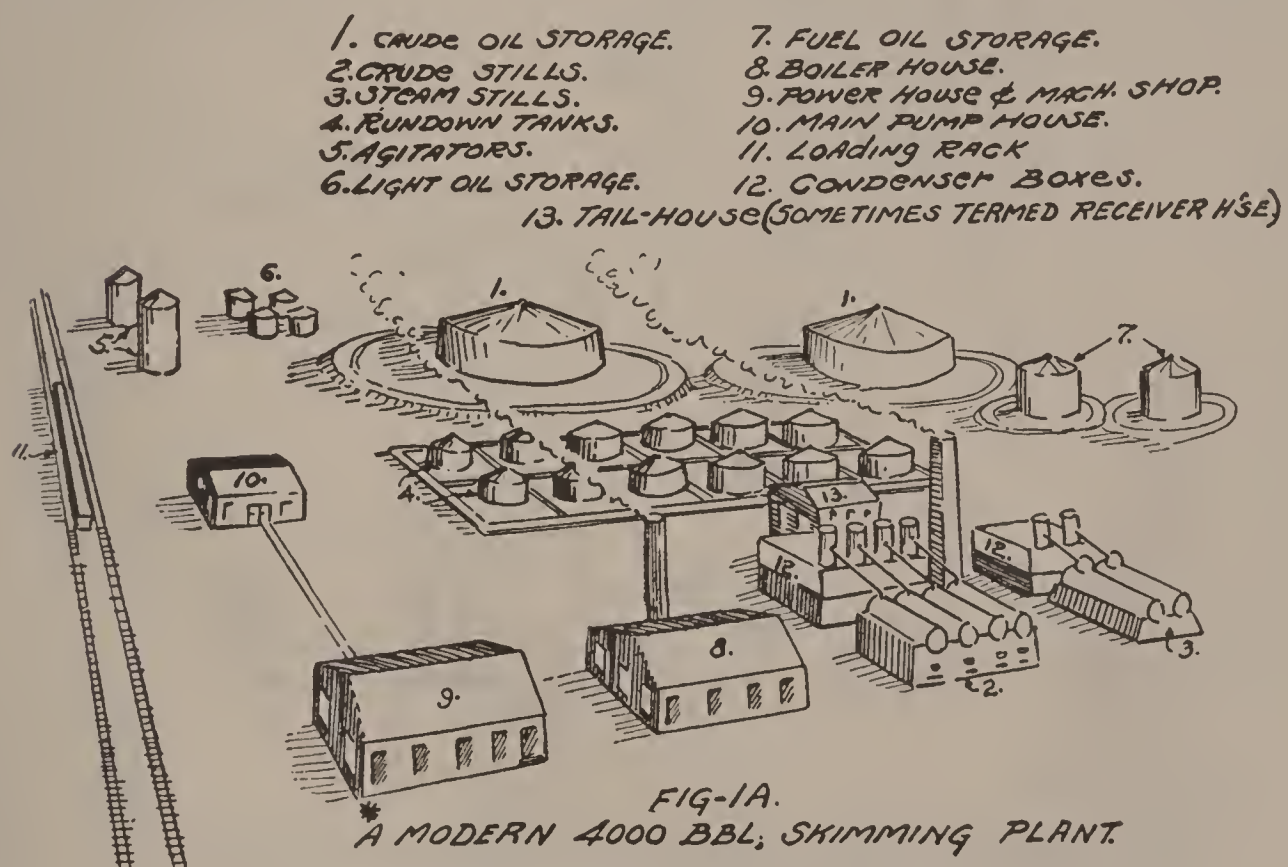 1. CRUDE OIL STORAGE.
2. CRUDE STILLS.
3. STEAM STILLS.
4. RUNDOWN TANKS.
5. AGITATORS.
6. LIGHT OIL STORAGE.
7. FUEL OIL STORAGE.
8. BOILER HOUSE.
9. POWER HOUSE & MACH. SHOP.
10. MAIN PUMP HOUSE.
11. LOADING RACK
12. CONDENSER BOXES.
13. TAIL-HOUSE (SOMETIMES TERMED RECEIVER H'SE)
6.
1.
1.
5.
7.
11.
10.
4.
13.
12.
12.
8.
3.
9.
2.
FIG-1A.
* A MODERN 4000 BBL; SKIMMING PLANT.